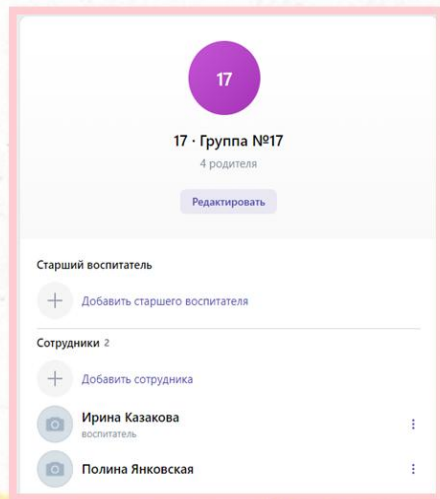 17
17 · Группа №17
4 родителя
Редактировать
Старший воспитатель
Добавить старшего воспитателя
Сотрудники 2
Добавить сотрудника
Ирина Казакова
воспитатель
Полина Янковская